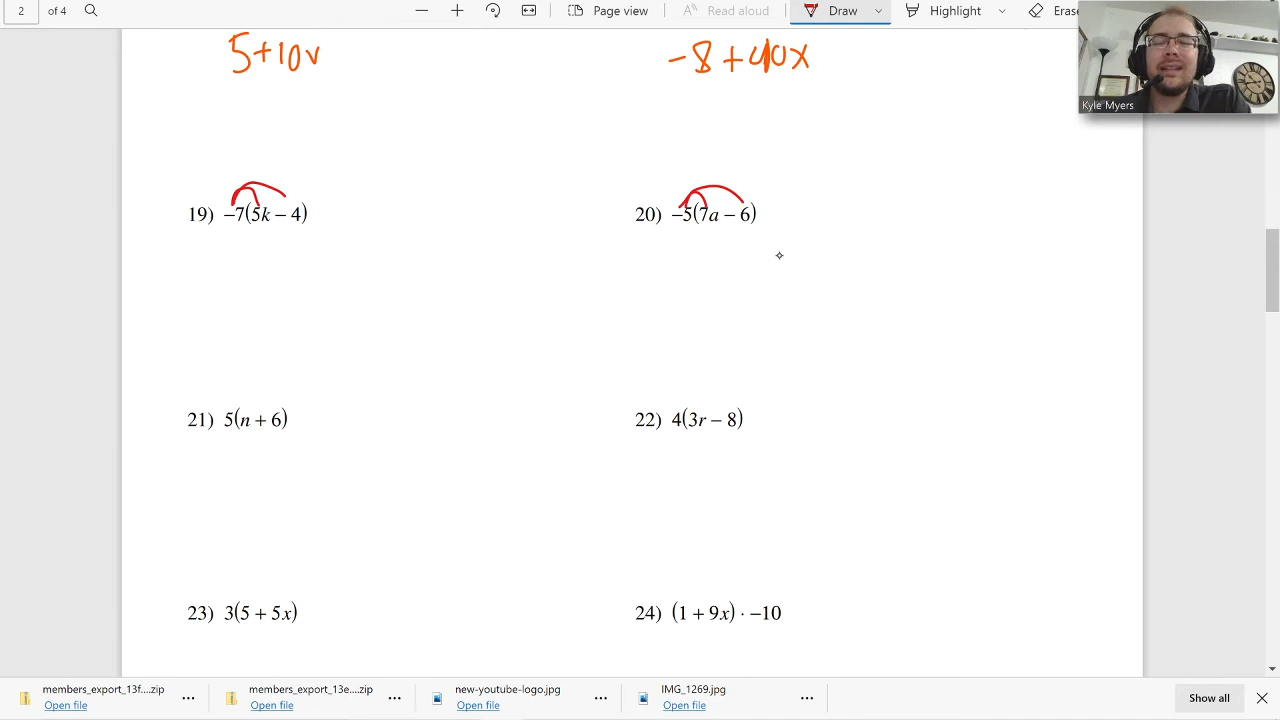 2 of 4 Page view Read aloud Draw Highlight Erase
Kyle Myers
5+10v -8+40x
19) −7(5k − 4) 20) −5(7a − 6)
21) 5(n + 6) 22) 4(3r − 8)
23) 3(5 + 5x) 24) (1 + 9x) · −10
members_export_13f....zip ... members_export_13e....zip ... new-youtube-logo.jpg ... IMG_1269.jpg ... Show all
Open file Open file Open file Open file